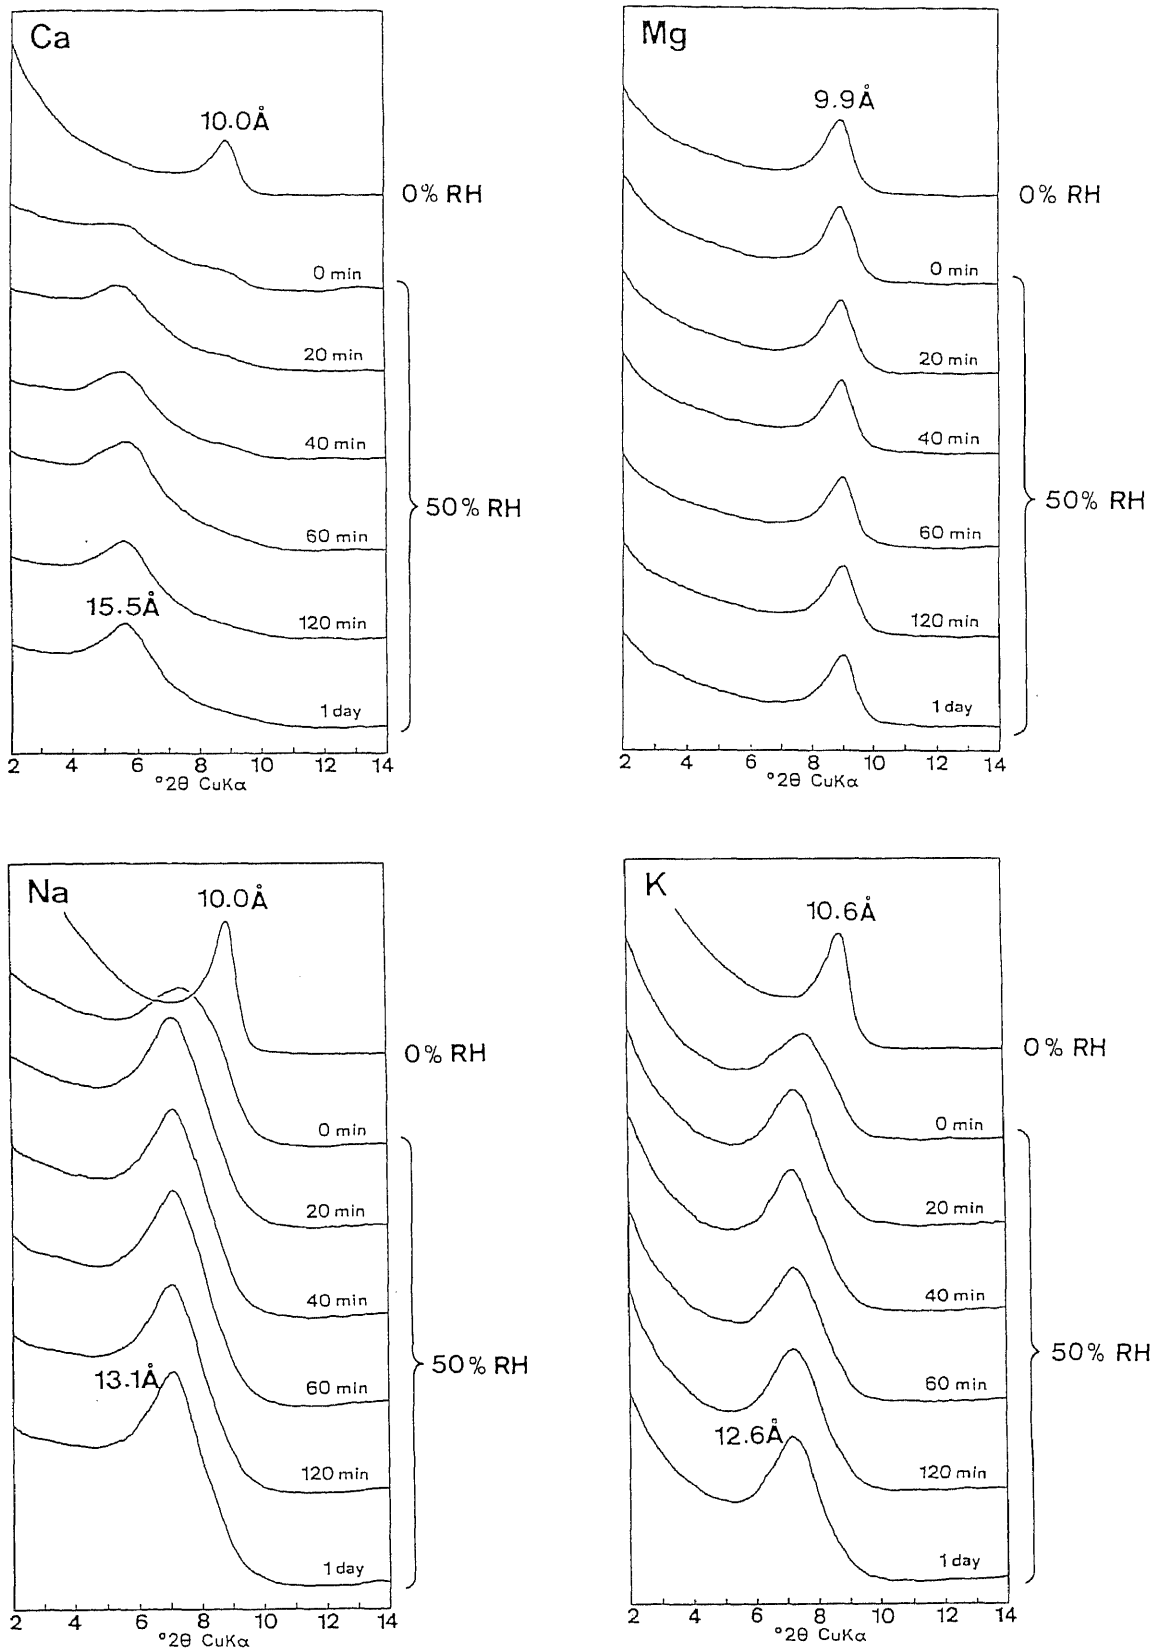 Ca
10.0Å
0% RH
0 min
20 min
40 min
60 min
120 min
15.5Å
1 day
50% RH
2 4 6 8 10 12 14
°2θ CuKα
Mg
9.9Å
0% RH
0 min
20 min
40 min
60 min
120 min
1 day
50% RH
2 4 6 8 10 12 14
°2θ CuKα
Na
10.0Å
0% RH
0 min
20 min
40 min
60 min
13.1Å
120 min
1 day
50% RH
2 4 6 8 10 12 14
°2θ CuKα
K
10.6Å
0% RH
0 min
20 min
40 min
60 min
12.6Å
120 min
1 day
50% RH
2 4 6 8 10 12 14
°2θ CuKα